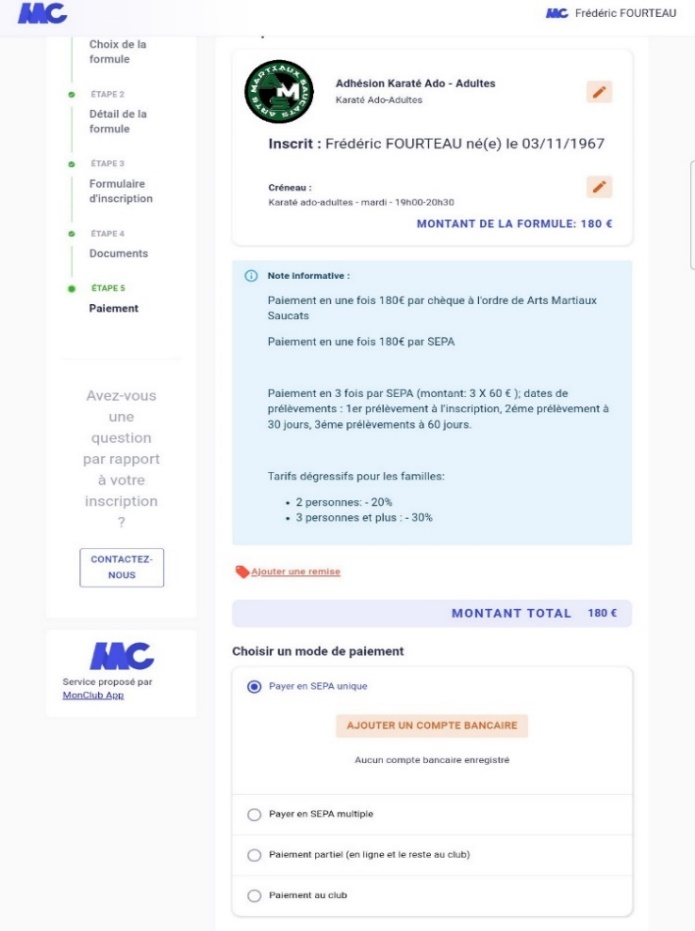 MC
MC Frédéric FOURTEAU
Choix de la
formule
ÉTAPE 2
Détail de la
formule
ÉTAPE 3
Formulaire
d'inscription
ÉTAPE 4
Documents
ÉTAPE 5
Paiement
Avez-vous
une
question
par rapport
à votre
inscription
?
CONTACTEZ-
NOUS
MC
Service proposé par
MonClub App
ARTS MARTIAUX SAUCATS
M
Adhésion Karaté Ado - Adultes
Karaté Ado-Adultes
Inscrit : Frédéric FOURTEAU né(e) le 03/11/1967
Créneau :
Karaté ado-adultes - mardi - 19h00-20h30
MONTANT DE LA FORMULE: 180 €
Note informative :
Paiement en une fois 180€ par chèque à l'ordre de Arts Martiaux
Saucats
Paiement en une fois 180€ par SEPA
Paiement en 3 fois par SEPA (montant: 3 X 60 € ); dates de
prélèvements : 1er prélèvement à l'inscription, 2éme prélèvement à
30 jours, 3éme prélèvements à 60 jours.
Tarifs dégressifs pour les familles:
• 2 personnes: - 20%
• 3 personnes et plus : - 30%
Ajouter une remise
MONTANT TOTAL 180 €
Choisir un mode de paiement
Payer en SEPA unique
AJOUTER UN COMPTE BANCAIRE
Aucun compte bancaire enregistré
Payer en SEPA multiple
Paiement partiel (en ligne et le reste au club)
Paiement au club